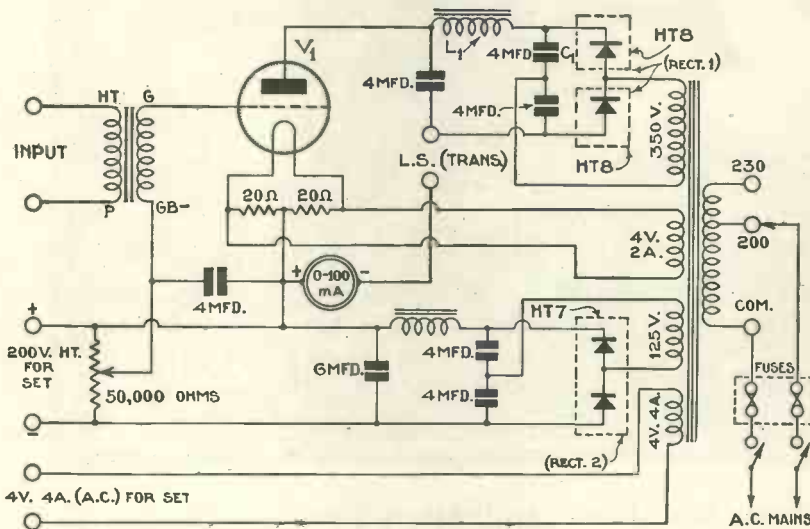 V1
L1
4MFD
C1
HT8
(RECT. 1)
4MFD.
4MFD.
HT8
HT
G
INPUT
P
GB-
L.S. (TRANS)
350 V.
230
200
COM.
20Ω
20Ω
4V.
2A.
+
0-100
mA
-
4MFD.
HT7
125 V.
+
200V. HT.
FOR
SET
-
50,000 OHMS
6MFD.
4MFD.
4MFD.
(RECT. 2)
4V. 4A.
FUSES
4V. 4A. (A.C.) FOR SET
A.C. MAINS